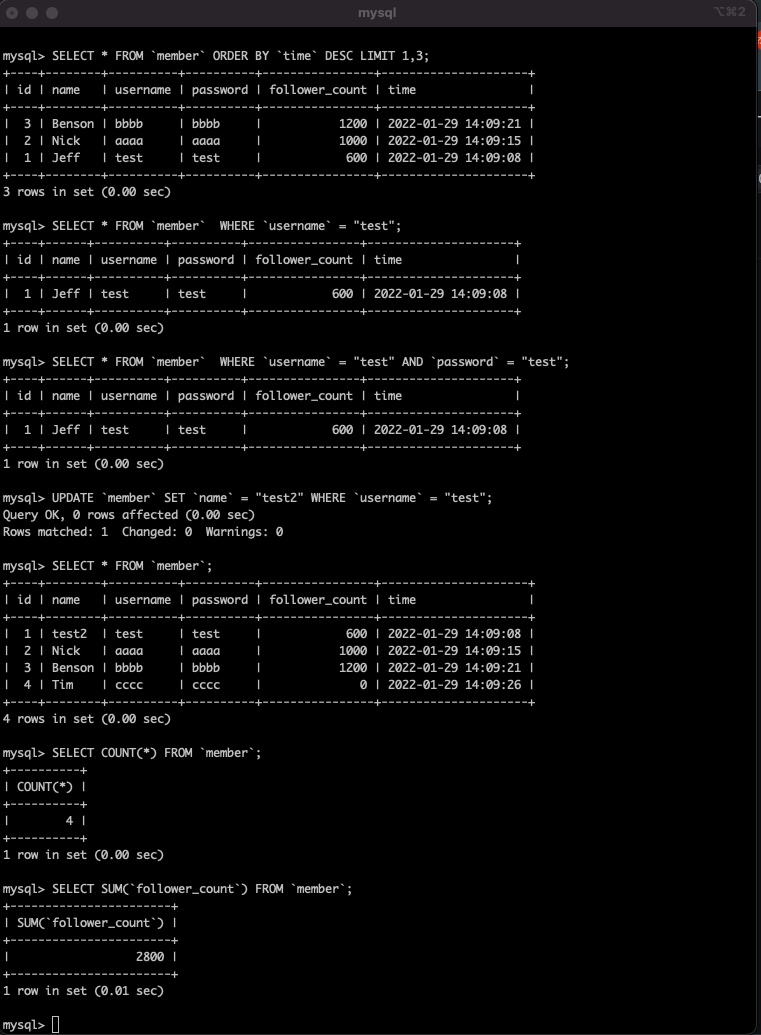 mysql
⌥⌘2
mysql> SELECT * FROM `member` ORDER BY `time` DESC LIMIT 1,3;
+----+--------+----------+----------+----------------+---------------------+
| id | name   | username | password | follower_count | time                |
+----+--------+----------+----------+----------------+---------------------+
|  3 | Benson | bbbb     | bbbb     |           1200 | 2022-01-29 14:09:21 |
|  2 | Nick   | aaaa     | aaaa     |           1000 | 2022-01-29 14:09:15 |
|  1 | Jeff   | test     | test     |            600 | 2022-01-29 14:09:08 |
+----+--------+----------+----------+----------------+---------------------+
3 rows in set (0.00 sec)
mysql> SELECT * FROM `member`  WHERE `username` = "test";
+----+------+----------+----------+----------------+---------------------+
| id | name | username | password | follower_count | time                |
+----+------+----------+----------+----------------+---------------------+
|  1 | Jeff | test     | test     |            600 | 2022-01-29 14:09:08 |
+----+------+----------+----------+----------------+---------------------+
1 row in set (0.00 sec)
mysql> SELECT * FROM `member`  WHERE `username` = "test" AND `password` = "test";
+----+------+----------+----------+----------------+---------------------+
| id | name | username | password | follower_count | time                |
+----+------+----------+----------+----------------+---------------------+
|  1 | Jeff | test     | test     |            600 | 2022-01-29 14:09:08 |
+----+------+----------+----------+----------------+---------------------+
1 row in set (0.00 sec)
mysql> UPDATE `member` SET `name` = "test2" WHERE `username` = "test";
Query OK, 0 rows affected (0.00 sec)
Rows matched: 1  Changed: 0  Warnings: 0
mysql> SELECT * FROM `member`;
+----+--------+----------+----------+----------------+---------------------+
| id | name   | username | password | follower_count | time                |
+----+--------+----------+----------+----------------+---------------------+
|  1 | test2  | test     | test     |            600 | 2022-01-29 14:09:08 |
|  2 | Nick   | aaaa     | aaaa     |           1000 | 2022-01-29 14:09:15 |
|  3 | Benson | bbbb     | bbbb     |           1200 | 2022-01-29 14:09:21 |
|  4 | Tim    | cccc     | cccc     |              0 | 2022-01-29 14:09:26 |
+----+--------+----------+----------+----------------+---------------------+
4 rows in set (0.00 sec)
mysql> SELECT COUNT(*) FROM `member`;
+----------+
| COUNT(*) |
+----------+
|        4 |
+----------+
1 row in set (0.00 sec)
mysql> SELECT SUM(`follower_count`) FROM `member`;
+-----------------------+
| SUM(`follower_count`) |
+-----------------------+
|                  2800 |
+-----------------------+
1 row in set (0.01 sec)
mysql>